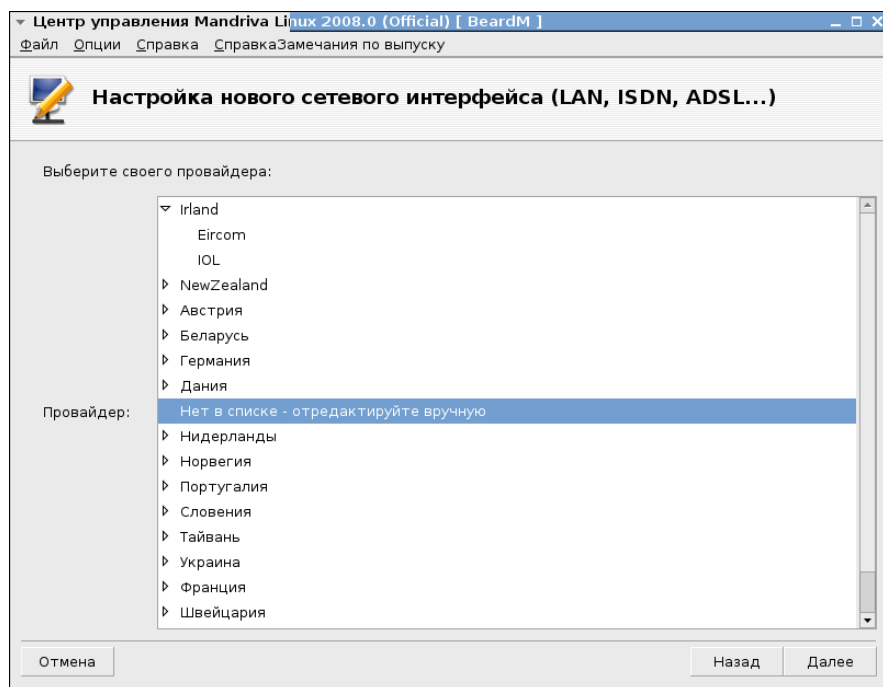 Центр управления Mandriva Linux 2008.0 (Official) [ BeardM ]
Файл Опции Справка СправкаЗамечания по выпуску
Настройка нового сетевого интерфейса (LAN, ISDN, ADSL...)
Выберите своего провайдера:
Irland
Eircom
IOL
NewZealand
Австрия
Беларусь
Германия
Дания
Провайдер:
Нет в списке - отредактируйте вручную
Нидерланды
Норвегия
Португалия
Словения
Тайвань
Украина
Франция
Швейцария
Отмена
Назад
Далее